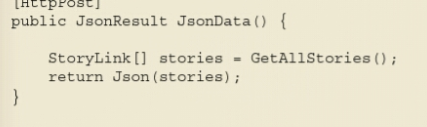 [HttpPost]
public JsonResult JsonData() {
StoryLink[] stories = GetAllStories();
return Json(stories);
}